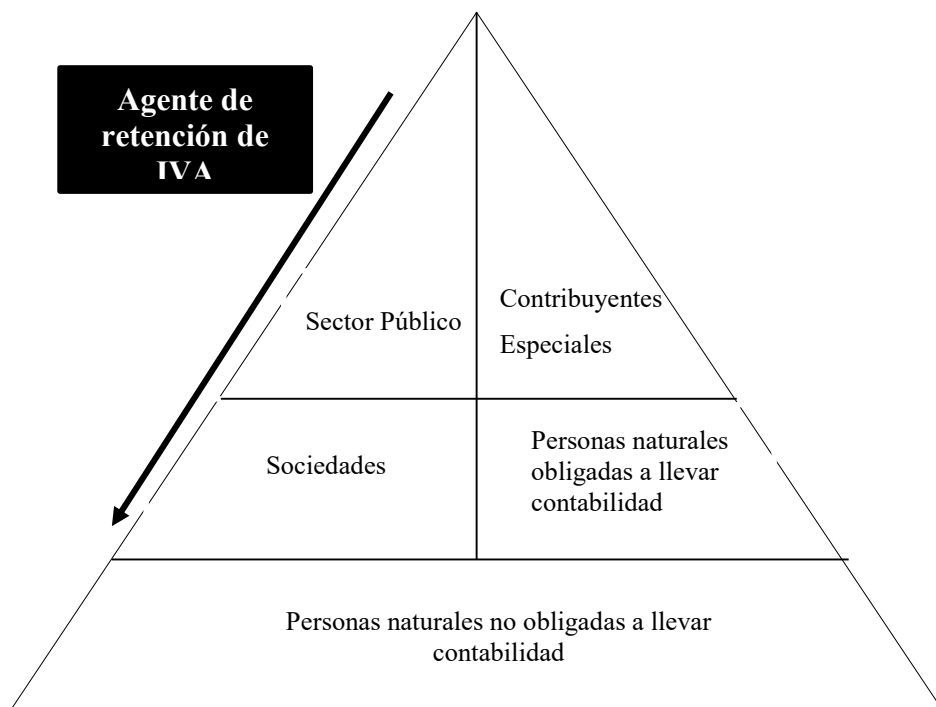 Agente de
retención de
IVA
Sector Público
Contribuyentes
Especiales
Sociedades
Personas naturales
obligadas a llevar
contabilidad
Personas naturales no obligadas a llevar
contabilidad